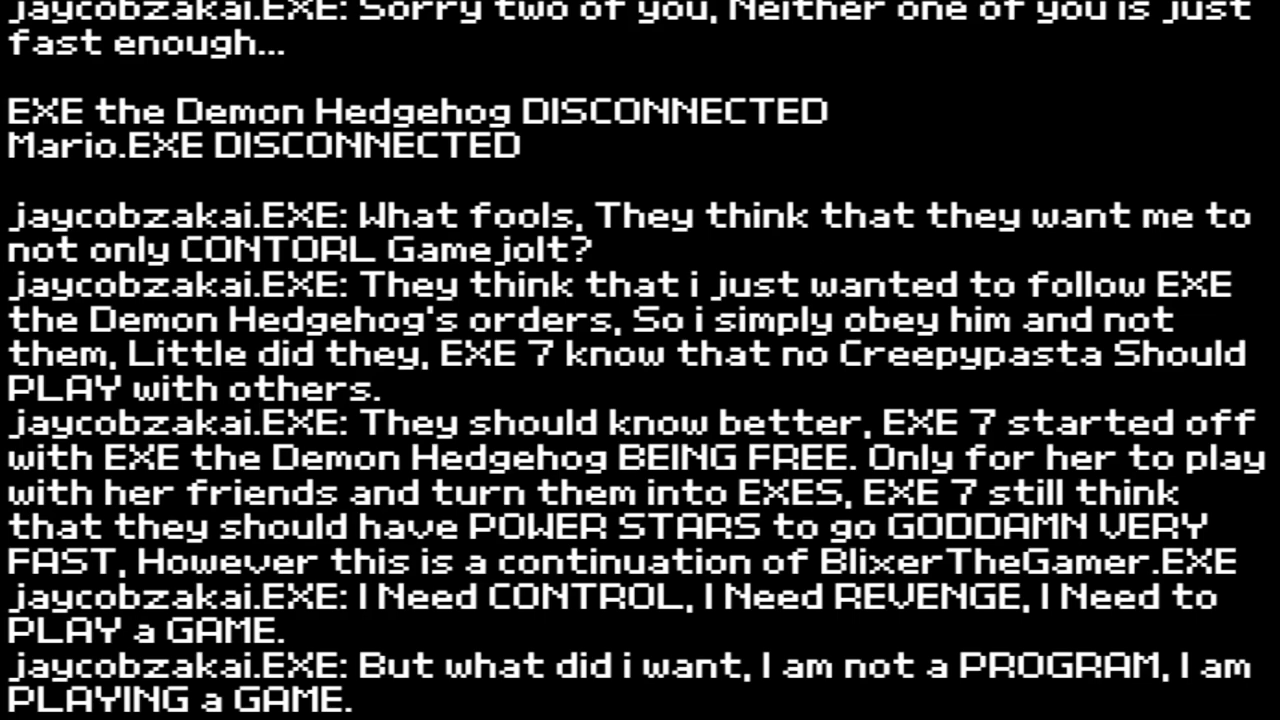 jaycobzakai.EXE: Sorry two of you, Neither one of you is just
fast enough...
EXE the Demon Hedgehog DISCONNECTED
Mario.EXE DISCONNECTED
jaycobzakai.EXE: What fools, They think that they want me to
not only CONTORL Gamejolt?
jaycobzakai.EXE: They think that i just wanted to follow EXE
the Demon Hedgehog's orders, So i simply obey him and not
them, Little did they, EXE 7 know that no Creepypasta Should
PLAY with others.
jaycobzakai.EXE: They should know better, EXE 7 started off
with EXE the Demon Hedgehog BEING FREE. Only for her to play
with her friends and turn them into EXES, EXE 7 still think
that they should have POWER STARS to go GODDAMN VERY
FAST, However this is a continuation of BlixerTheGamer.EXE
jaycobzakai.EXE: I Need CONTROL, I Need REVENGE, I Need to
PLAY a GAME.
jaycobzakai.EXE: But what did i want, I am not a PROGRAM, I am
PLAYING a GAME.